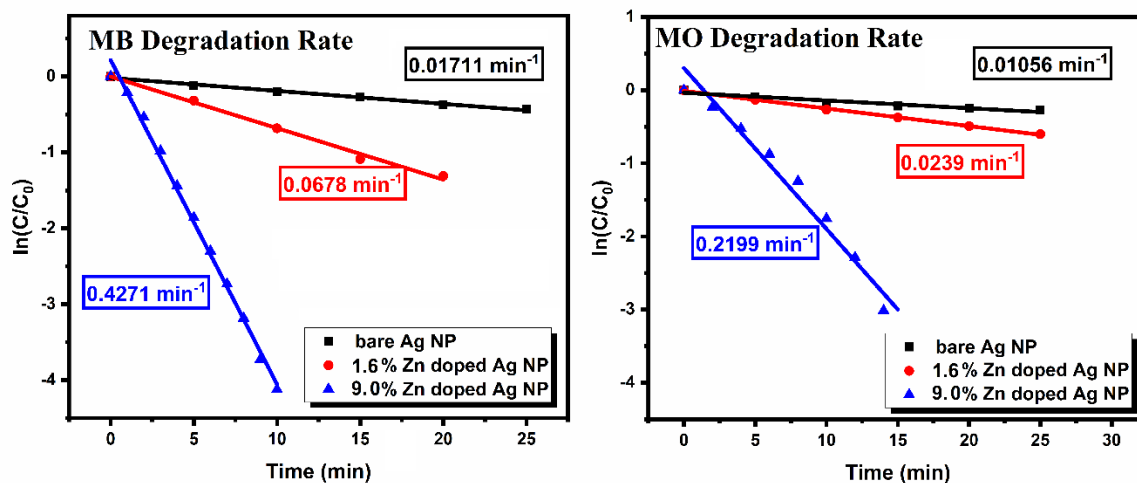 MB Degradation Rate
0.01711 min⁻¹
0.0678 min⁻¹
0.4271 min⁻¹
bare Ag NP
1.6% Zn doped Ag NP
9.0% Zn doped Ag NP
ln(C/C₀)
0
-1
-2
-3
-4
0 5 10 15 20 25
Time (min)
MO Degradation Rate
0.01056 min⁻¹
0.0239 min⁻¹
0.2199 min⁻¹
bare Ag NP
1.6% Zn doped Ag NP
9.0% Zn doped Ag NP
ln(C/C₀)
1
0
-1
-2
-3
-4
0 5 10 15 20 25 30
Time (min)